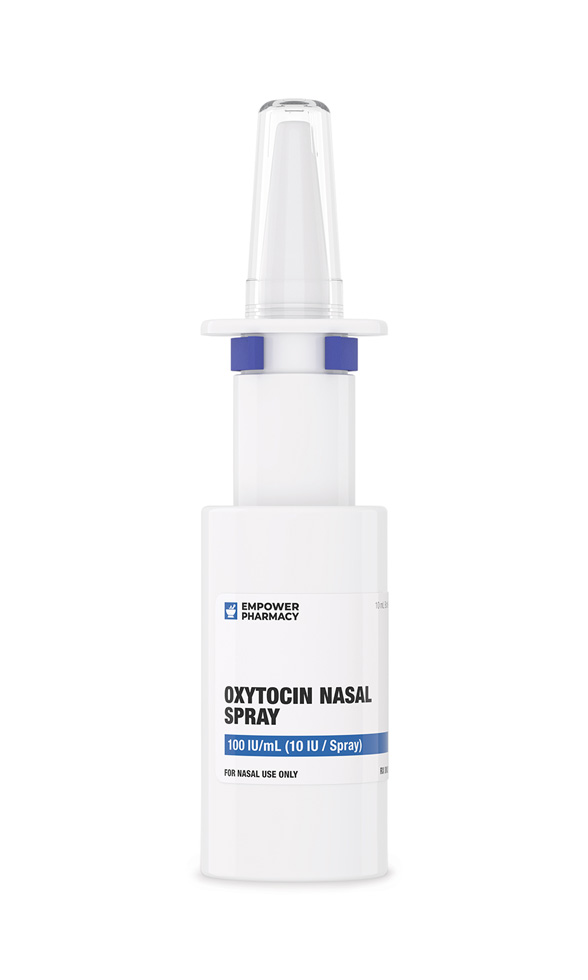 EMPOWER
PHARMACY
OXYTOCIN NASAL
SPRAY
100 IU/mL (10 IU / Spray)
FOR NASAL USE ONLY